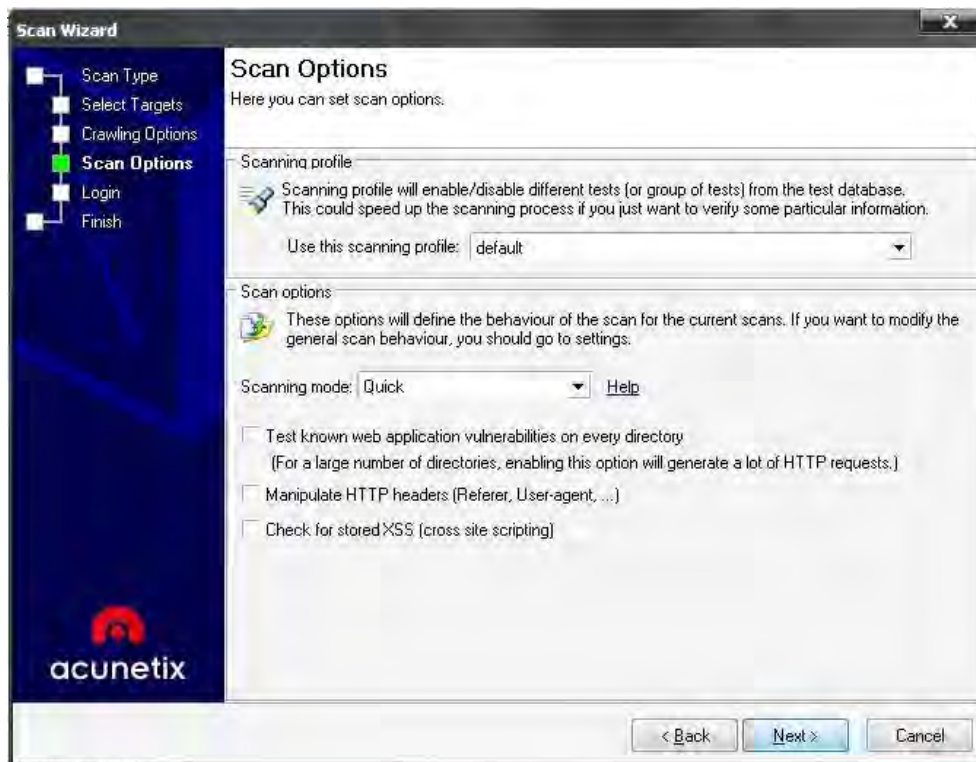 Scan Wizard
x
Scan Type
Select Targets
Crawling Options
Scan Options
Login
Finish
acunetix
Scan Options
Here you can set scan options.
Scanning profile
Scanning profile will enable/disable different tests (or group of tests) from the test database.
This could speed up the scanning process if you just want to verify some particular information.
Use this scanning profile: default
Scan options
These options will define the behaviour of the scan for the current scans. If you want to modify the
general scan behaviour, you should go to settings.
Scanning mode: Quick Help
Test known web application vulnerabilities on every directory
(For a large number of directories, enabling this option will generate a lot of HTTP requests.)
Manipulate HTTP headers (Referer, User-agent, ...)
Check for stored XSS (cross site scripting)
< Back Next > Cancel